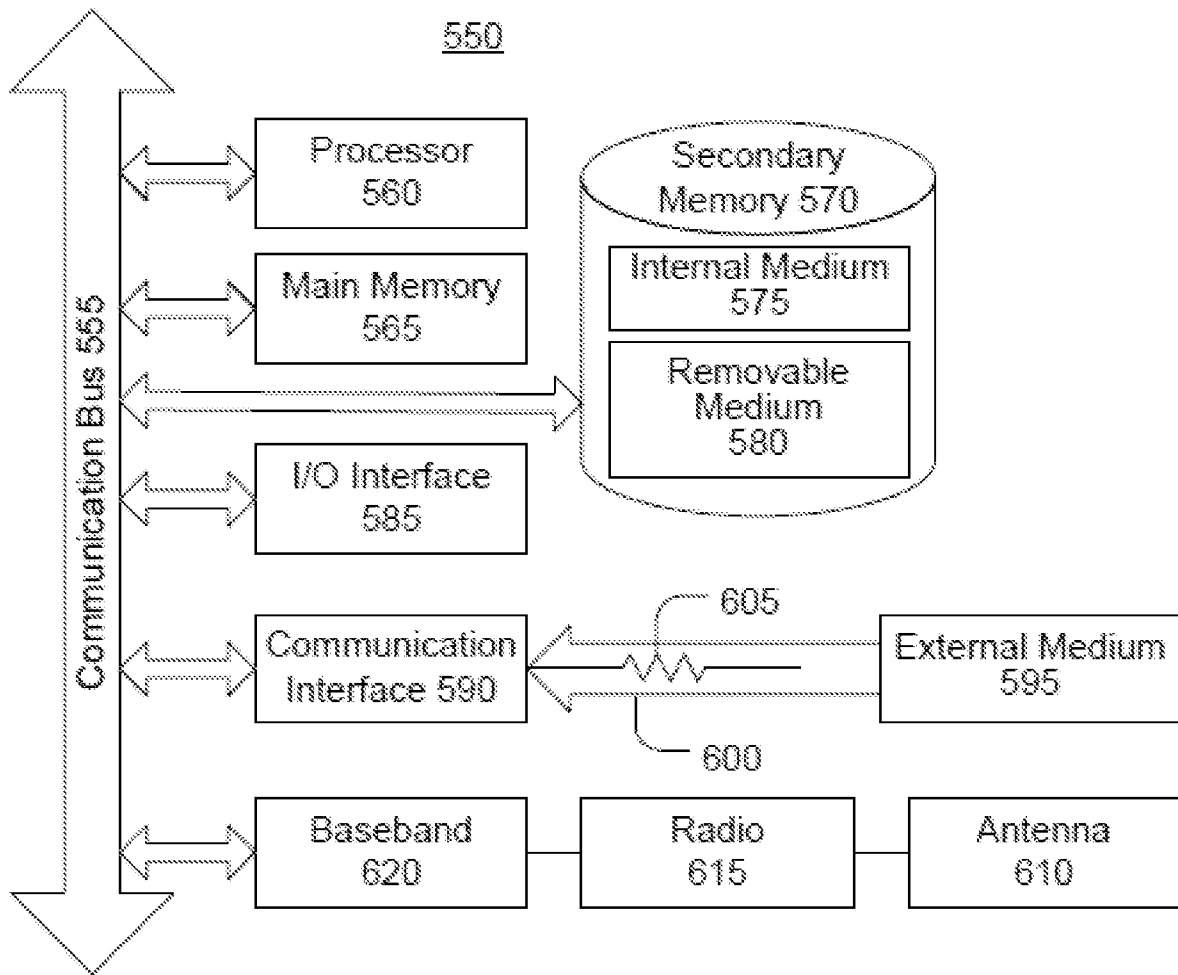 550
Communication Bus 555
Processor
560
Secondary
Memory 570
Main Memory
565
Internal Medium
575
Removable
Medium
580
I/O Interface
585
605
Communication
Interface 590
External Medium
595
600
Baseband
620
Radio
615
Antenna
610